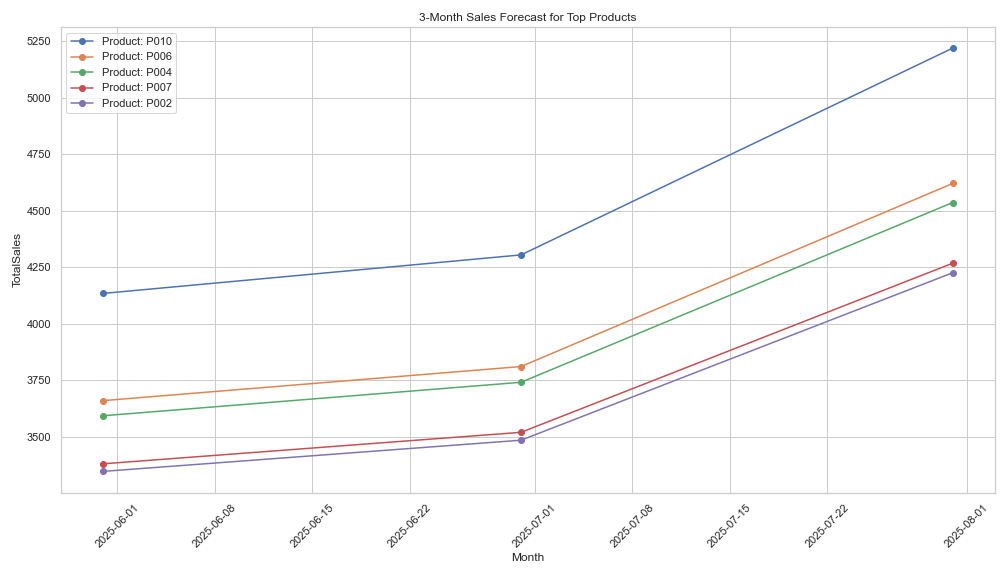 3-Month Sales Forecast for Top Products
Product: P010
Product: P006
Product: P004
Product: P007
Product: P002
5250
5000
4750
4500
4250
4000
3750
3500
TotalSales
2025-06-01
2025-06-08
2025-06-15
2025-06-22
2025-07-01
2025-07-08
2025-07-15
2025-07-22
2025-08-01
Month